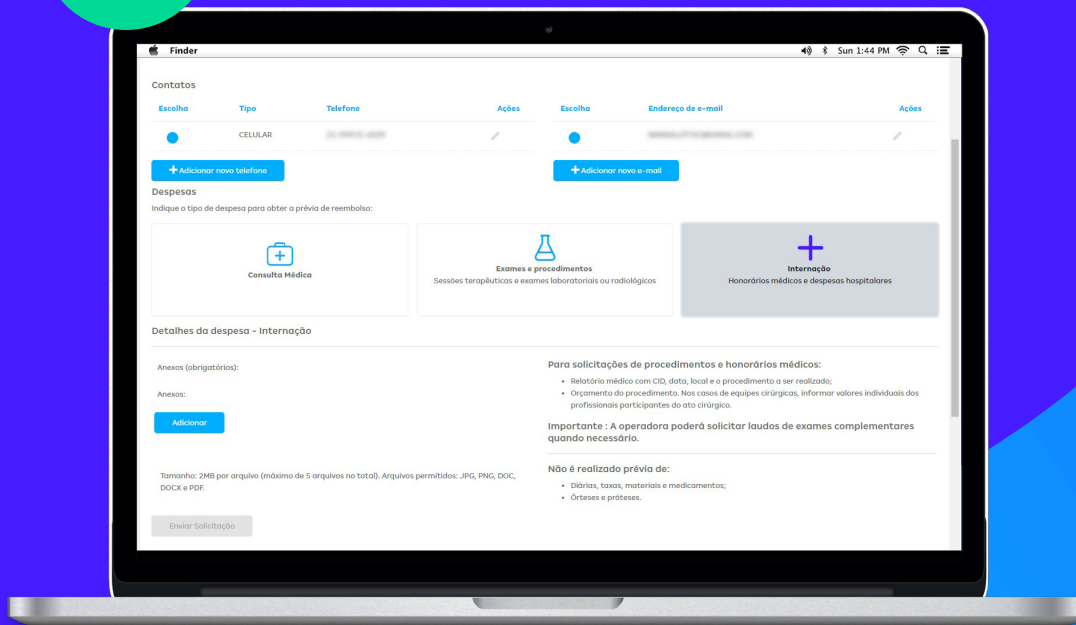 Finder
Sun 1:44 PM
Contatos
Escolha Tipo Telefone Ações Escolha Endereço de e-mail Ações
CELULAR
+Adicionar novo telefone +Adicionar novo e-mail
Despesas
Indique o tipo de despesa para obter a prévia de reembolso:
Consulta Médica
Exames e procedimentos
Sessões terapêuticas e exames laboratoriais ou radiológicos
Internação
Honorários médicos e despesas hospitalares
Detalhes da despesa - Internação
Anexos (obrigatórios):
Anexos:
Adicionar
Tamanho: 2MB por arquivo (máximo de 5 arquivos no total). Arquivos permitidos: JPG, PNG, DOC,
DOCX e PDF.
Enviar Solicitação
Para solicitações de procedimentos e honorários médicos:
• Relatório médico com CID, data, local e o procedimento a ser realizado;
• Orçamento do procedimento. Nos casos de equipes cirúrgicas, informar valores individuais dos
profissionais participantes do ato cirúrgico.
Importante : A operadora poderá solicitar laudos de exames complementares
quando necessário.
Não é realizado prévia de:
• Diárias, taxas, materiais e medicamentos;
• Órteses e próteses.